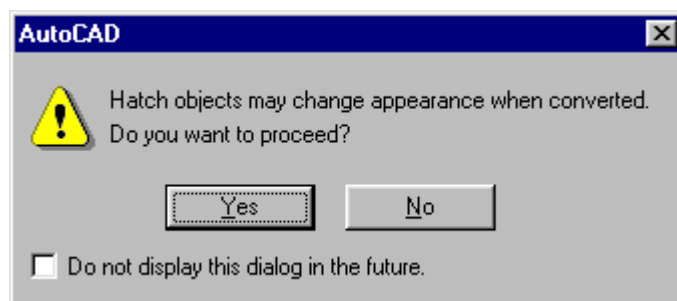 AutoCAD
Hatch objects may change appearance when converted.
Do you want to proceed?
Yes No
Do not display this dialog in the future.